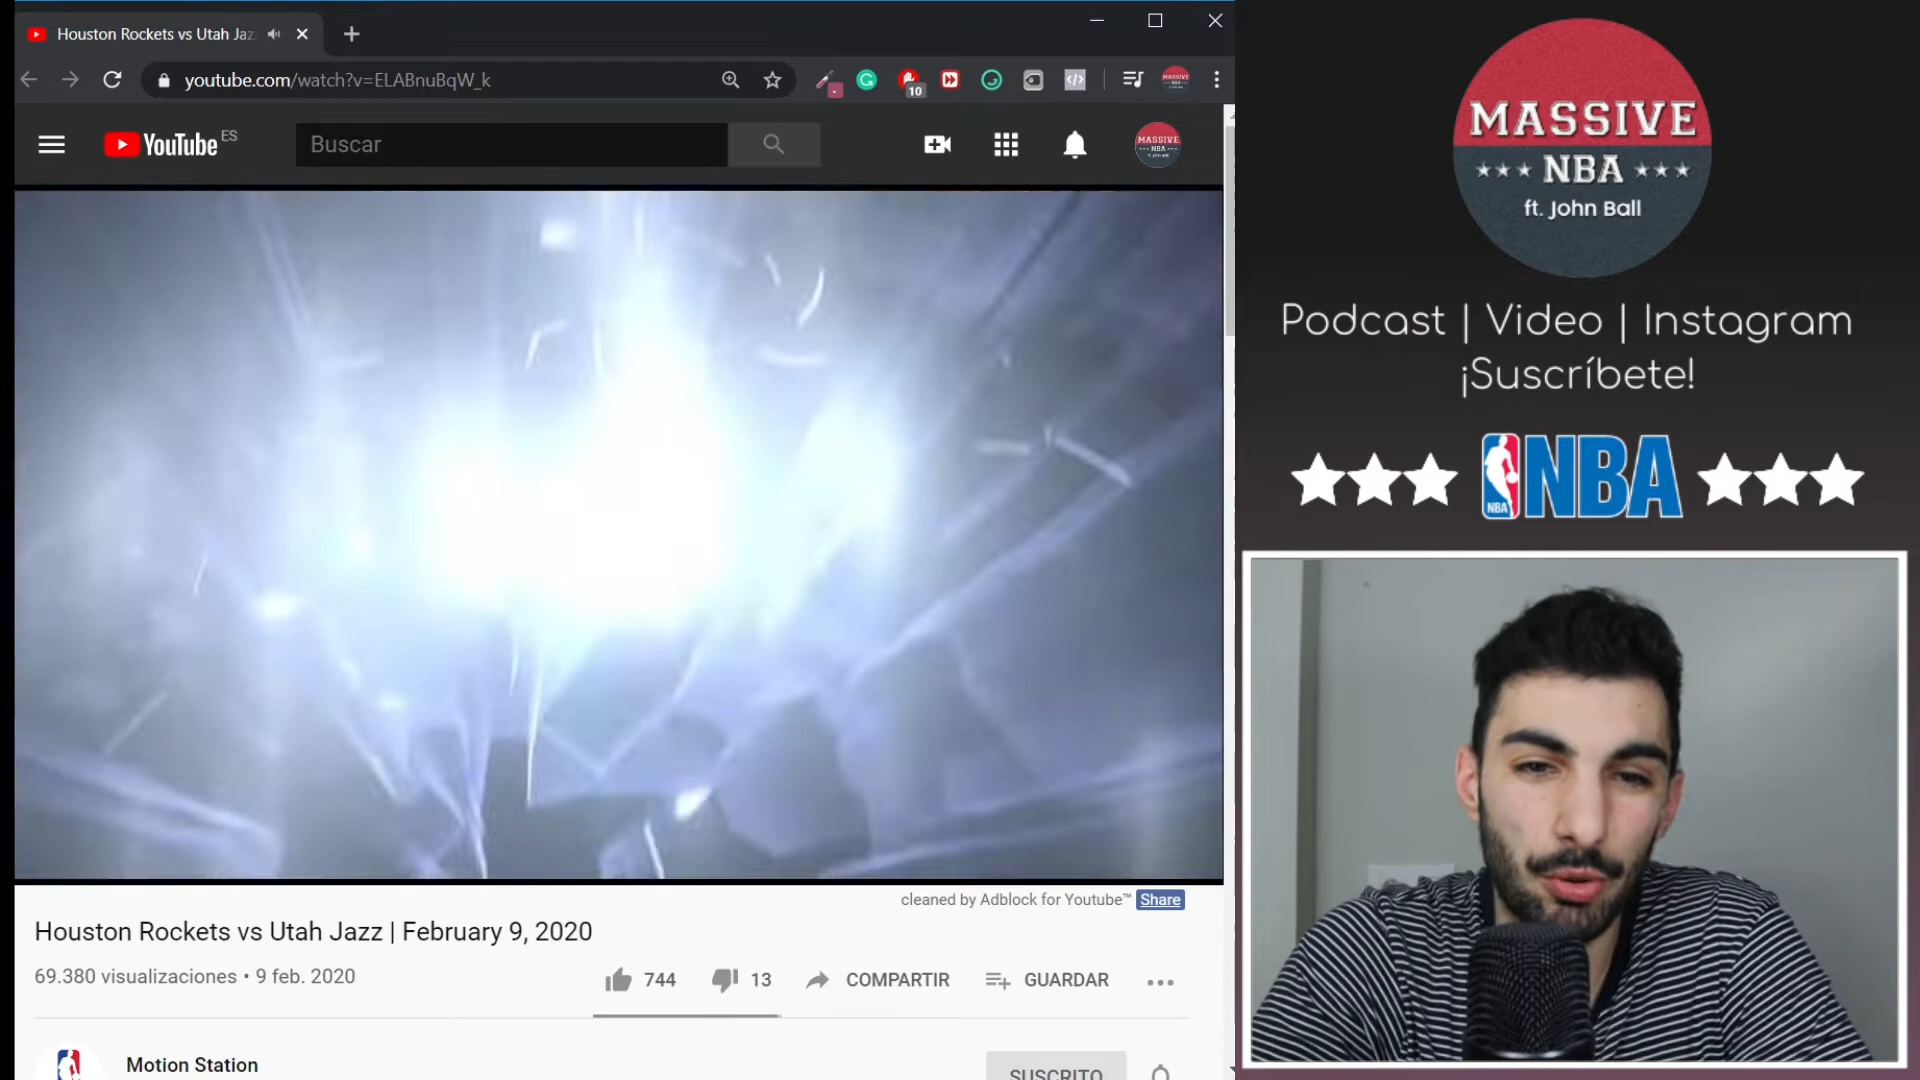 Houston Rockets vs Utah Jaz
youtube.com/watch?v=ELABnuBqW_k
10
YouTube ES
Buscar
MASSIVE
NBA
cleaned by Adblock for Youtube™ Share
Houston Rockets vs Utah Jazz | February 9, 2020
69.380 visualizaciones • 9 feb. 2020
744
13
COMPARTIR
GUARDAR
Motion Station
SUSCRITO
MASSIVE
NBA
ft. John Ball
Podcast | Video | Instagram
¡Suscríbete!
NBA
NBA